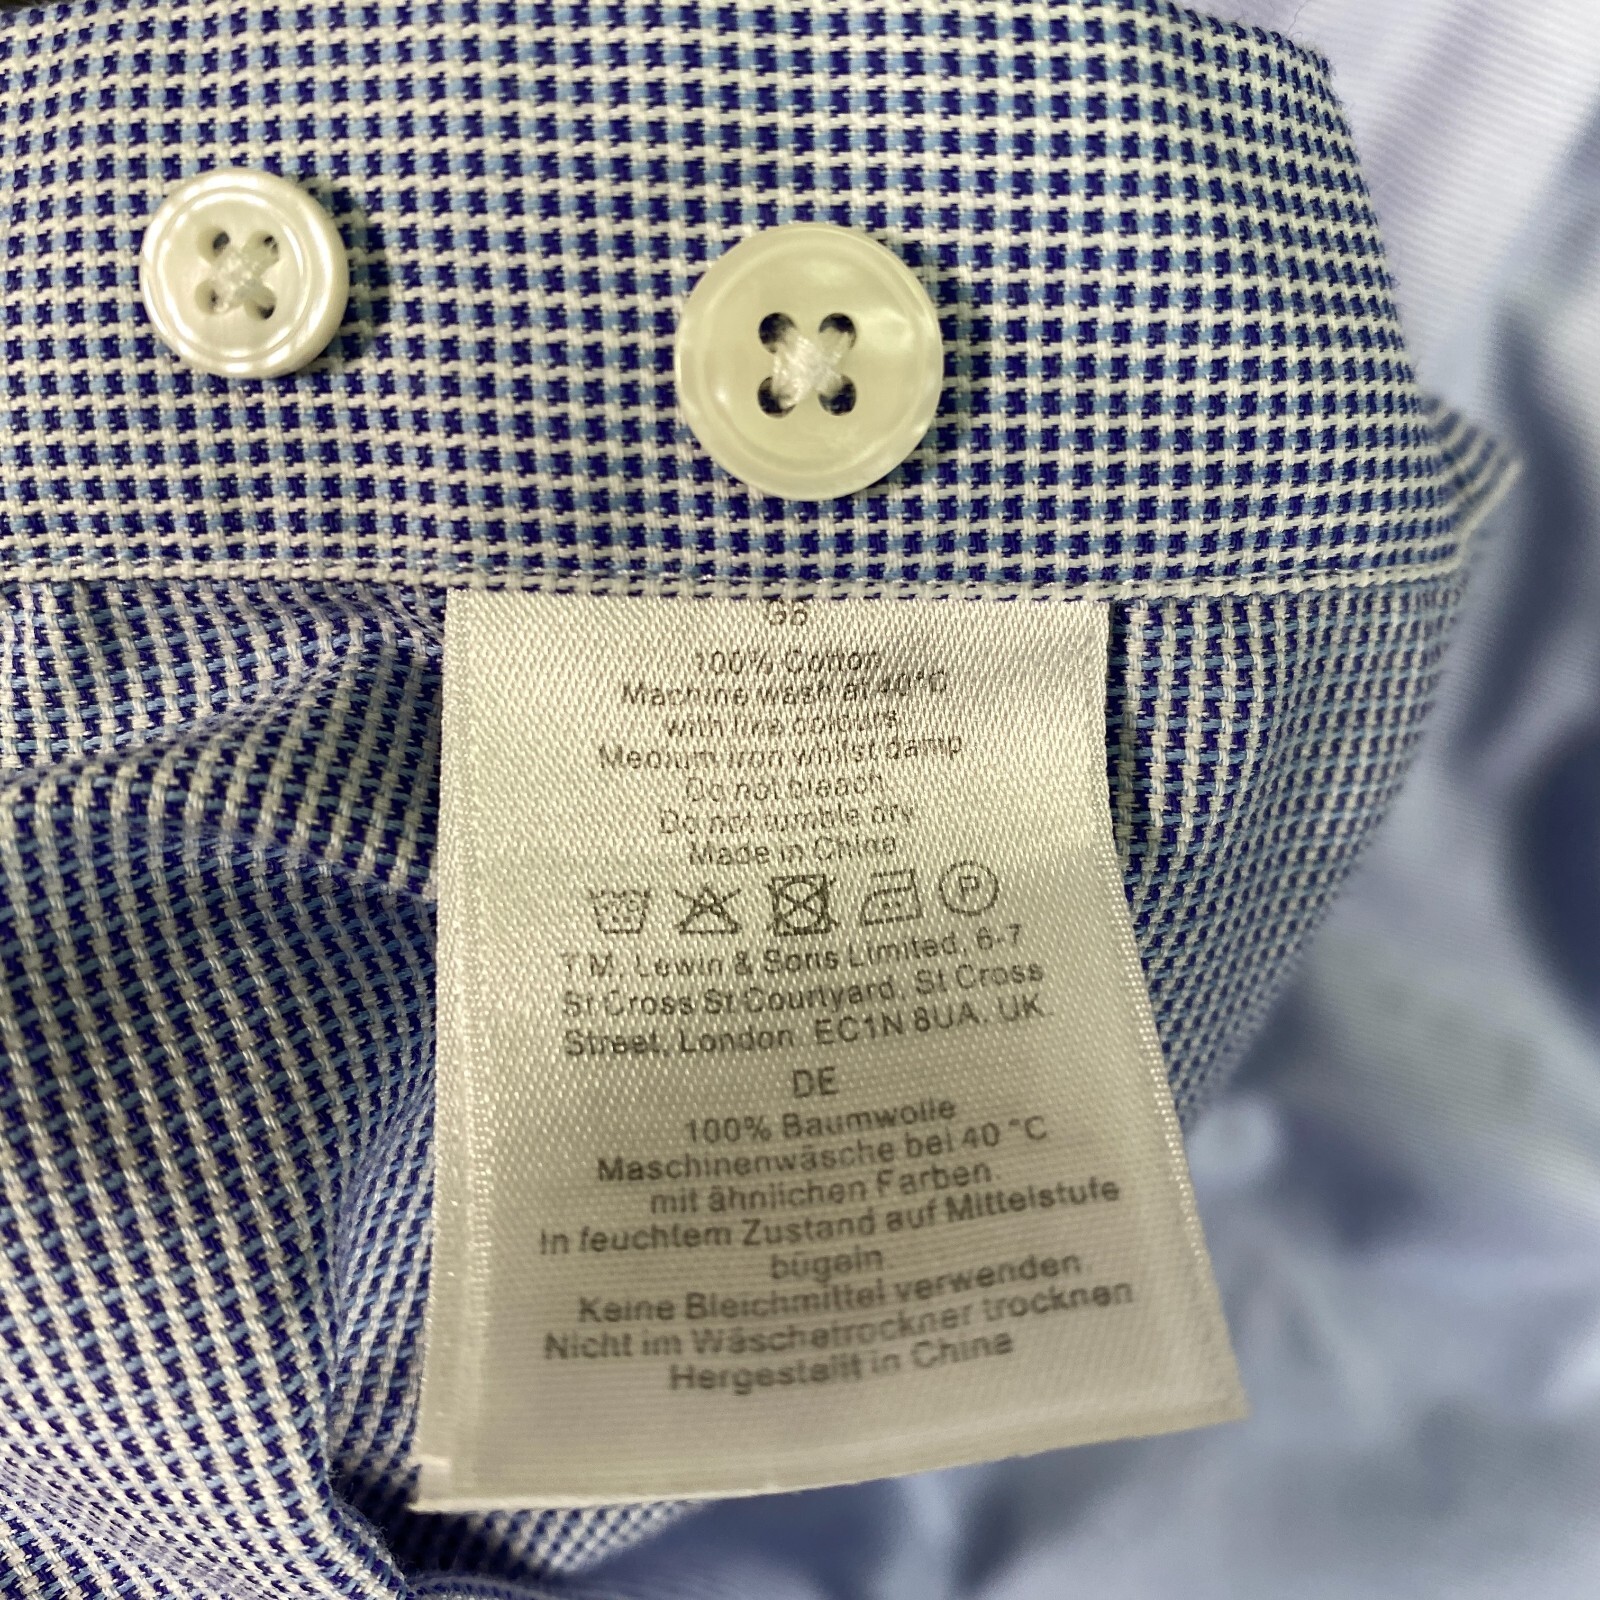 GB
100% Cotton
Machine wash at 40°C
with like colours
Medium iron whilst damp
Do not bleach
Do not tumble dry
Made in China
P
T.M. Lewin & Sons Limited, 6-7
St Cross St Courtyard, St Cross
Street, London. EC1N 8UA. UK.
DE
100% Baumwolle
Maschinenwäsche bei 40 °C
mit ähnlichen Farben.
In feuchtem Zustand auf Mittelstufe
bügeln.
Keine Bleichmittel verwenden.
Nicht im Wäschetrockner trocknen
Hergestellt in China